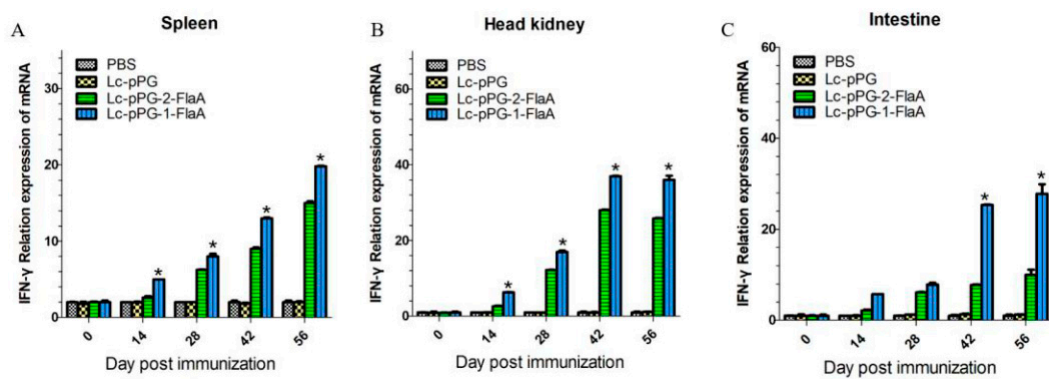 A
Spleen
IFN-γ Relation expression of mRNA
30
20
10
0
PBS
Lc-pPG
Lc-pPG-2-FlaA
Lc-pPG-1-FlaA
* * * *
0 14 28 42 56
Day post immunization
B
Head kidney
IFN-γ Relation expression of mRNA
60
40
20
0
PBS
Lc-pPG
Lc-pPG-2-FlaA
Lc-pPG-1-FlaA
* * * *
0 14 28 42 56
Day post immunization
C
Intestine
IFN-γ Relation expression of mRNA
60
40
20
0
PBS
Lc-pPG
Lc-pPG-2-FlaA
Lc-pPG-1-FlaA
* *
0 14 28 42 56
Day post immunization